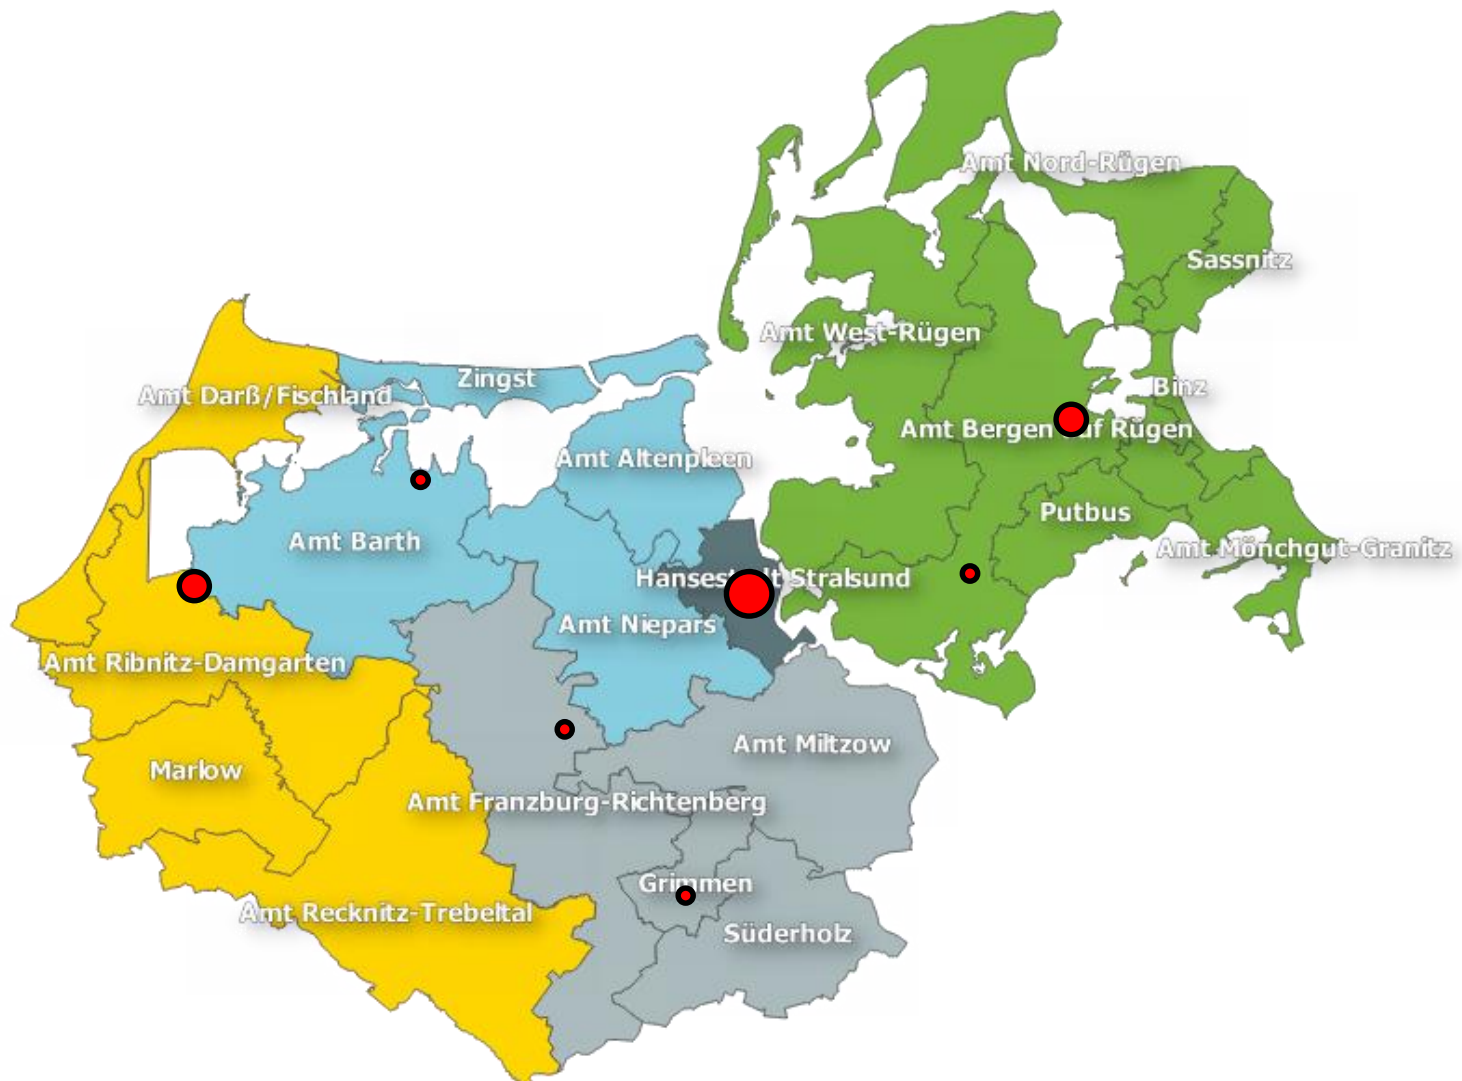 Amt Nord-Rügen
Sassnitz
Amt West-Rügen
Zingst
Binz
Amt Darß/Fischland
Amt Bergen auf Rügen
Amt Altenpleen
Putbus
Amt Barth
Amt Mönchgut-Granitz
Hansestadt Stralsund
Amt Niepars
Amt Ribnitz-Damgarten
Amt Miltzow
Marlow
Amt Franzburg-Richtenberg
Grimmen
Amt Recknitz-Trebeltal
Süderholz